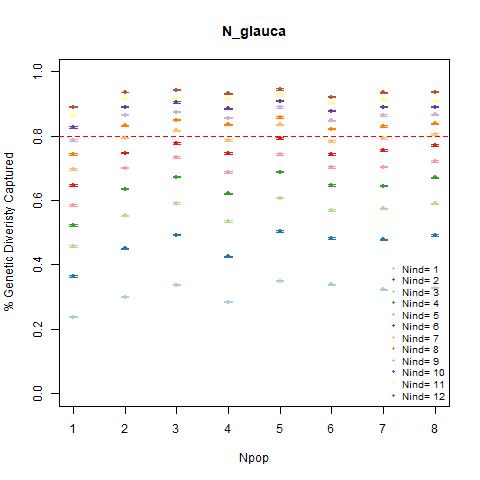 N_glauca
% Genetic Diveristy Captured
1.0
0.8
0.6
0.4
0.2
0.0
Nind= 1
Nind= 2
Nind= 3
Nind= 4
Nind= 5
Nind= 6
Nind= 7
Nind= 8
Nind= 9
Nind= 10
Nind= 11
Nind= 12
1 2 3 4 5 6 7 8
Npop